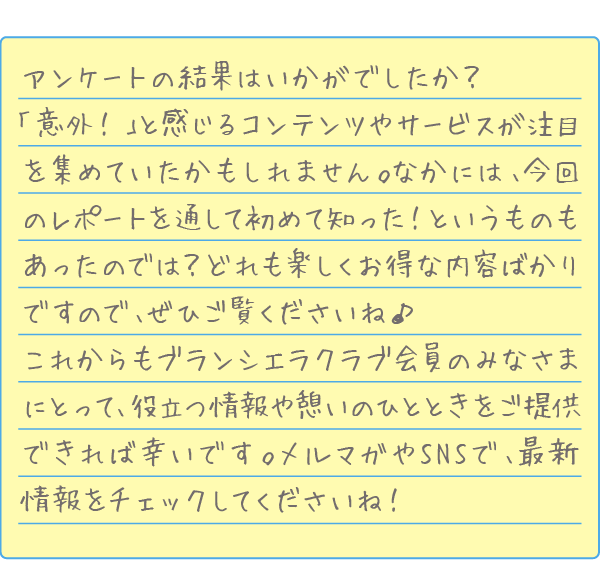 アンケートの結果はいかがでしたか？
「意外！」と感じるコンテンツやサービスが注目
を集めていたかもしれません。なかには、今回
のレポートを通して初めて知った！というものも
あったのでは？どれも楽しくお得な内容ばかり
ですので、ぜひご覧くださいね♪
これからもブランシエラクラブ会員のみなさま
にとって、役立つ情報や憩いのひとときをご提供
できれば幸いです。メルマガやSNSで、最新
情報をチェックしてくださいね！